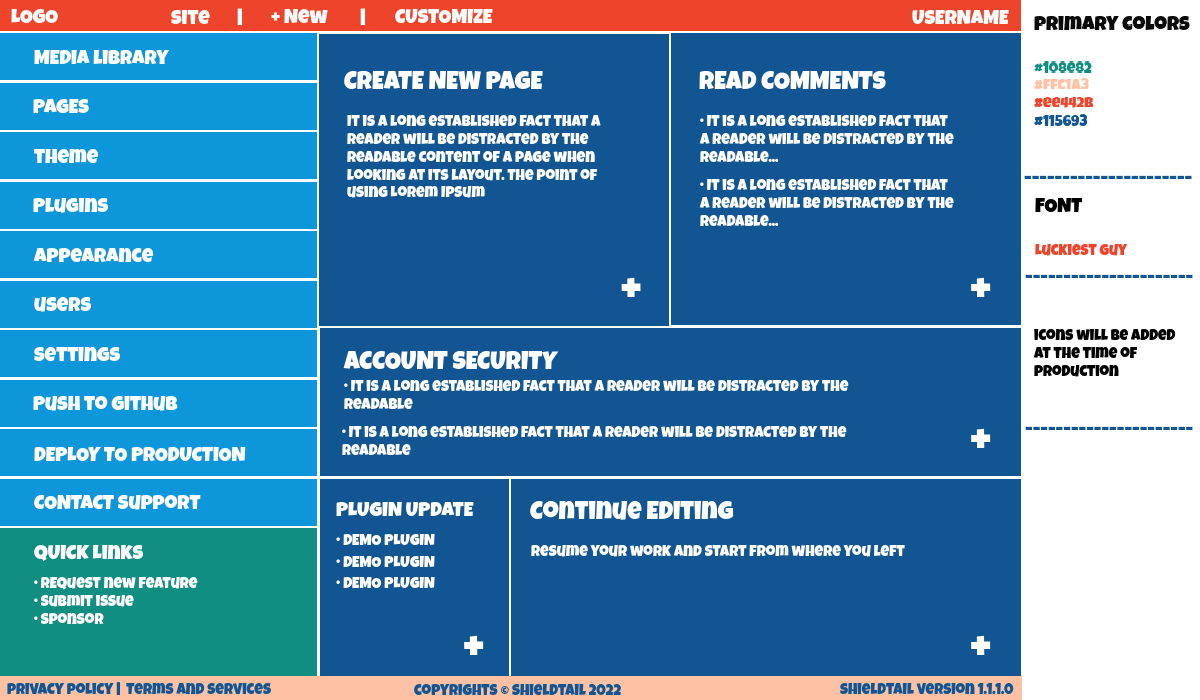 LOGO SITE | + NEW | CUSTOMIZE USERNAME
MEDIA LIBRARY
PAGES
THEME
PLUGINS
APPEARANCE
USERS
SETTINGS
PUSH TO GITHUB
DEPLOY TO PRODUCTION
CONTACT SUPPORT
QUICK LINKS
• REQUEST NEW FEATURE
• SUBMIT ISSUE
• SPONSOR
CREATE NEW PAGE
IT IS A LONG ESTABLISHED FACT THAT A
READER WILL BE DISTRACTED BY THE
READABLE CONTENT OF A PAGE WHEN
LOOKING AT ITS LAYOUT. THE POINT OF
USING LOREM IPSUM
+
READ COMMENTS
• IT IS A LONG ESTABLISHED FACT THAT
A READER WILL BE DISTRACTED BY THE
READABLE...
• IT IS A LONG ESTABLISHED FACT THAT
A READER WILL BE DISTRACTED BY THE
READABLE...
+
ACCOUNT SECURITY
• IT IS A LONG ESTABLISHED FACT THAT A READER WILL BE DISTRACTED BY THE
READABLE
• IT IS A LONG ESTABLISHED FACT THAT A READER WILL BE DISTRACTED BY THE
READABLE
+
PLUGIN UPDATE
• DEMO PLUGIN
• DEMO PLUGIN
• DEMO PLUGIN
+
CONTINUE EDITING
RESUME YOUR WORK AND START FROM WHERE YOU LEFT
+
PRIVACY POLICY | TERMS AND SERVICES COPYRIGHTS © SHIELDTAIL 2022 SHIELDTAIL VERSION 1.1.1.0
PRIMARY COLORS
#108E82
#FFC1A3
#EE442B
#115693
FONT
LUCKIEST GUY
ICONS WILL BE ADDED
AT THE TIME OF
PRODUCTION